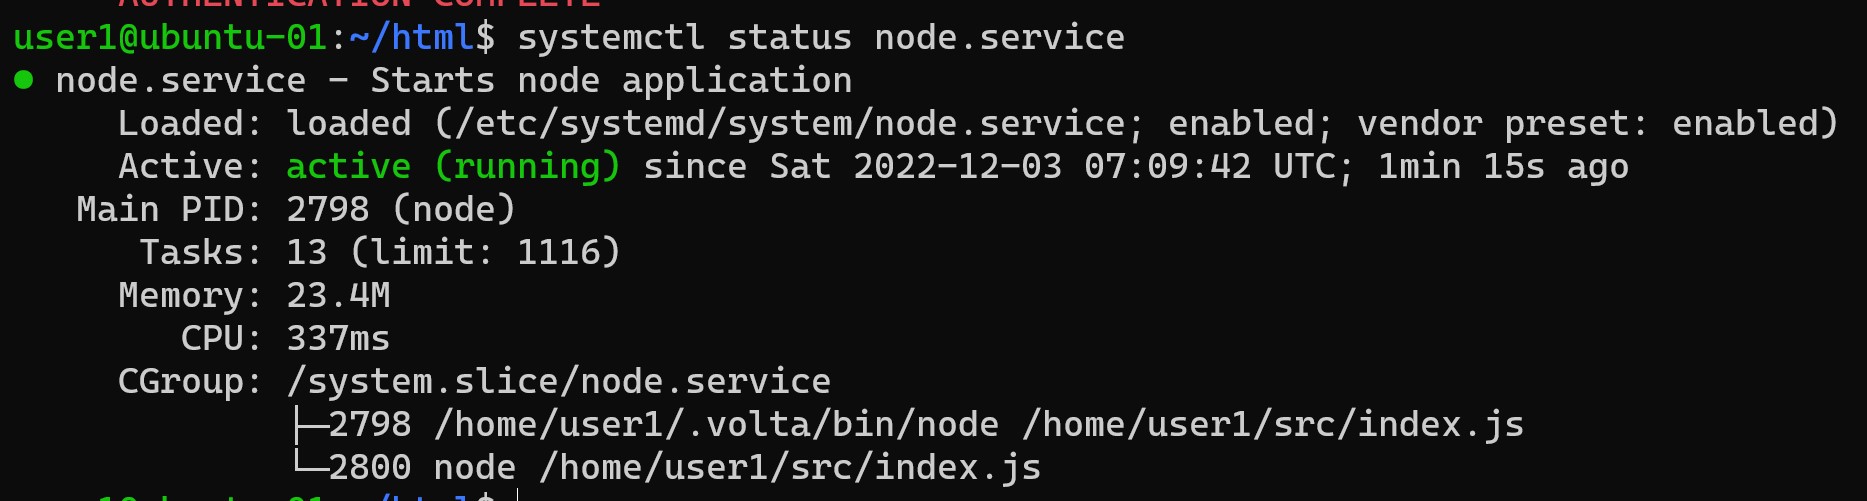 AUTHENTICATION COMPLETE
user1@ubuntu-01:~/html$ systemctl status node.service
● node.service - Starts node application
Loaded: loaded (/etc/systemd/system/node.service; enabled; vendor preset: enabled)
Active: active (running) since Sat 2022-12-03 07:09:42 UTC; 1min 15s ago
Main PID: 2798 (node)
Tasks: 13 (limit: 1116)
Memory: 23.4M
CPU: 337ms
CGroup: /system.slice/node.service
├─2798 /home/user1/.volta/bin/node /home/user1/src/index.js
└─2800 node /home/user1/src/index.js